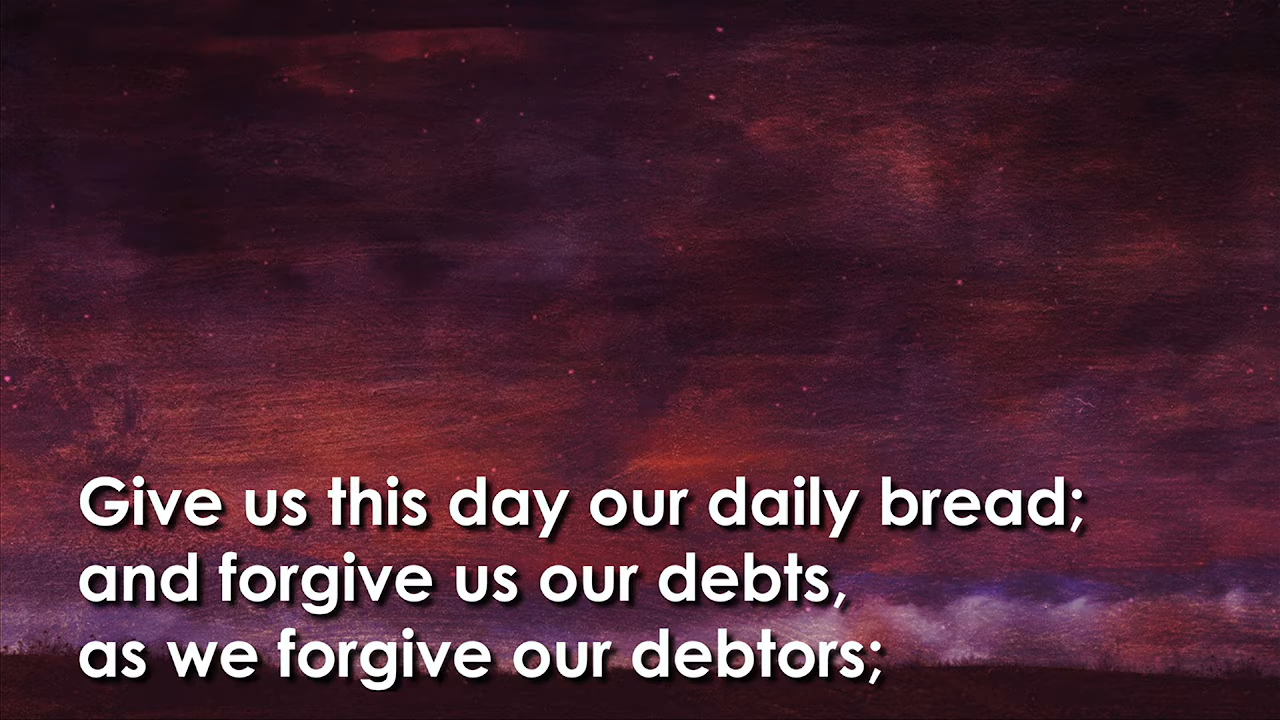 Give us this day our daily bread;
and forgive us our debts,
as we forgive our debtors;